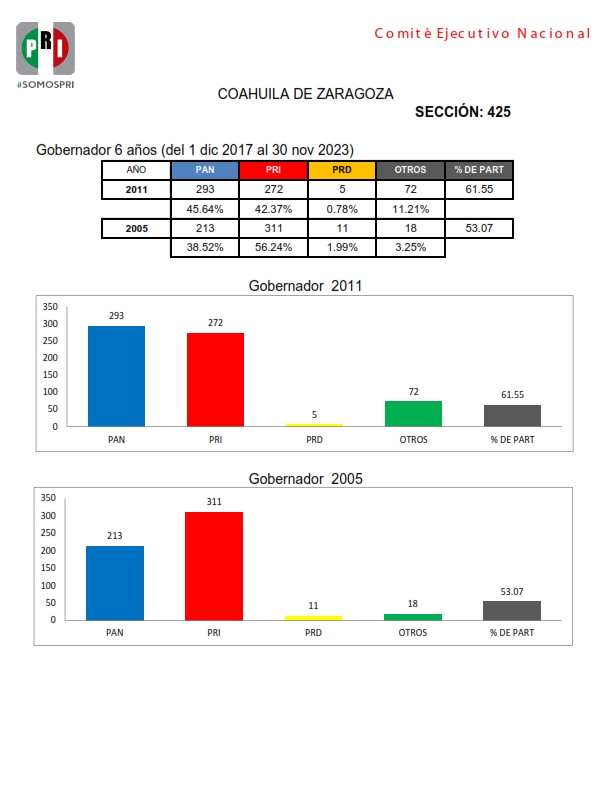 Comité Ejecutivo Nacional
PRI
#SOMOSPRI
COAHUILA DE ZARAGOZA
SECCIÓN: 425
Gobernador 6 años (del 1 dic 2017 al 30 nov 2023)
AÑO PAN PRI PRD OTROS % DE PART
2011 293 272 5 72 61.55
45.64% 42.37% 0.78% 11.21%
2005 213 311 11 18 53.07
38.52% 56.24% 1.99% 3.25%
Gobernador 2011
350
300
250
200
150
100
50
0
293
272
5
72
61.55
PAN PRI PRD OTROS % DE PART
Gobernador 2005
350
300
250
200
150
100
50
0
213
311
11
18
53.07
PAN PRI PRD OTROS % DE PART